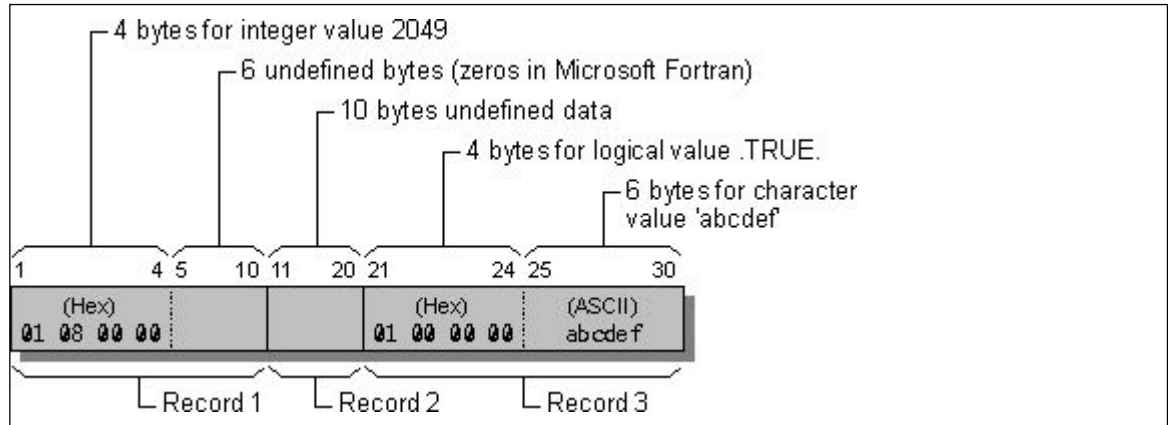 4 bytes for integer value 2049
6 undefined bytes (zeros in Microsoft Fortran)
10 bytes undefined data
4 bytes for logical value .TRUE.
6 bytes for character
value 'abcdef'
1 4 5 10 11 20 21 24 25 30
(Hex) (Hex) (ASCII)
01 08 00 00 01 00 00 00 abcdef
Record 1 Record 2 Record 3